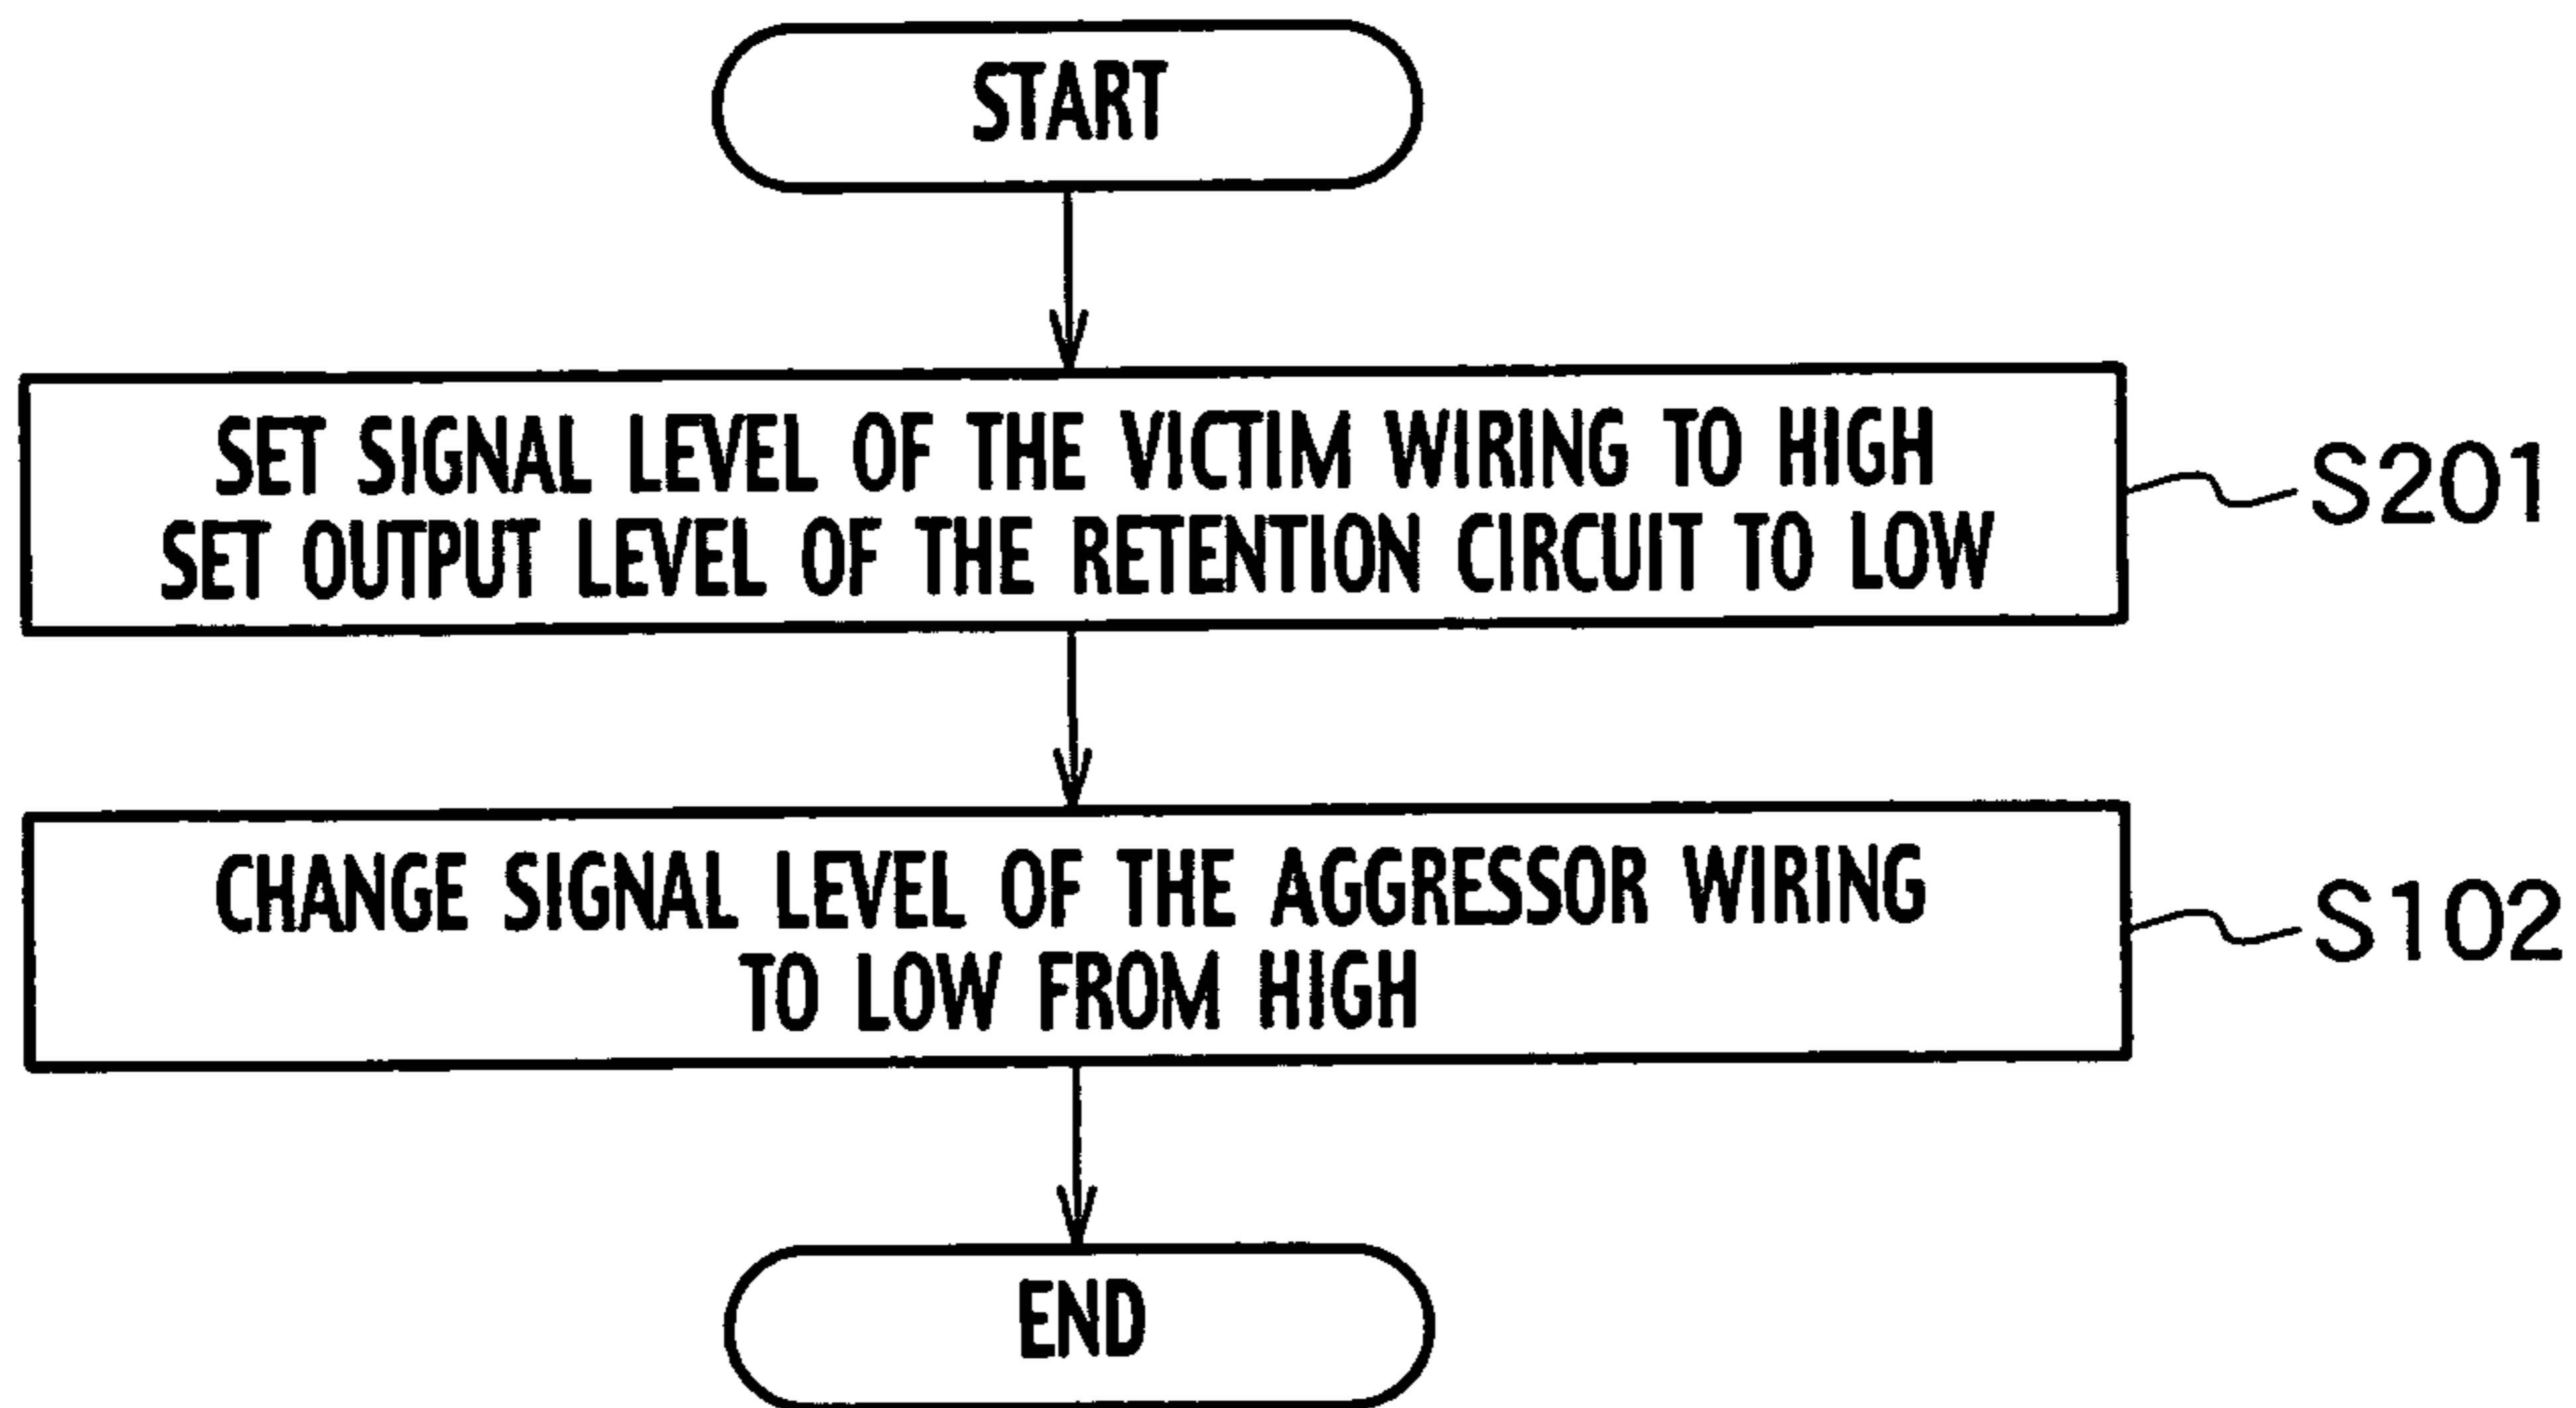 START
SET SIGNAL LEVEL OF THE VICTIM WIRING TO HIGH
SET OUTPUT LEVEL OF THE RETENTION CIRCUIT TO LOW
S201
CHANGE SIGNAL LEVEL OF THE AGGRESSOR WIRING
TO LOW FROM HIGH
S102
END